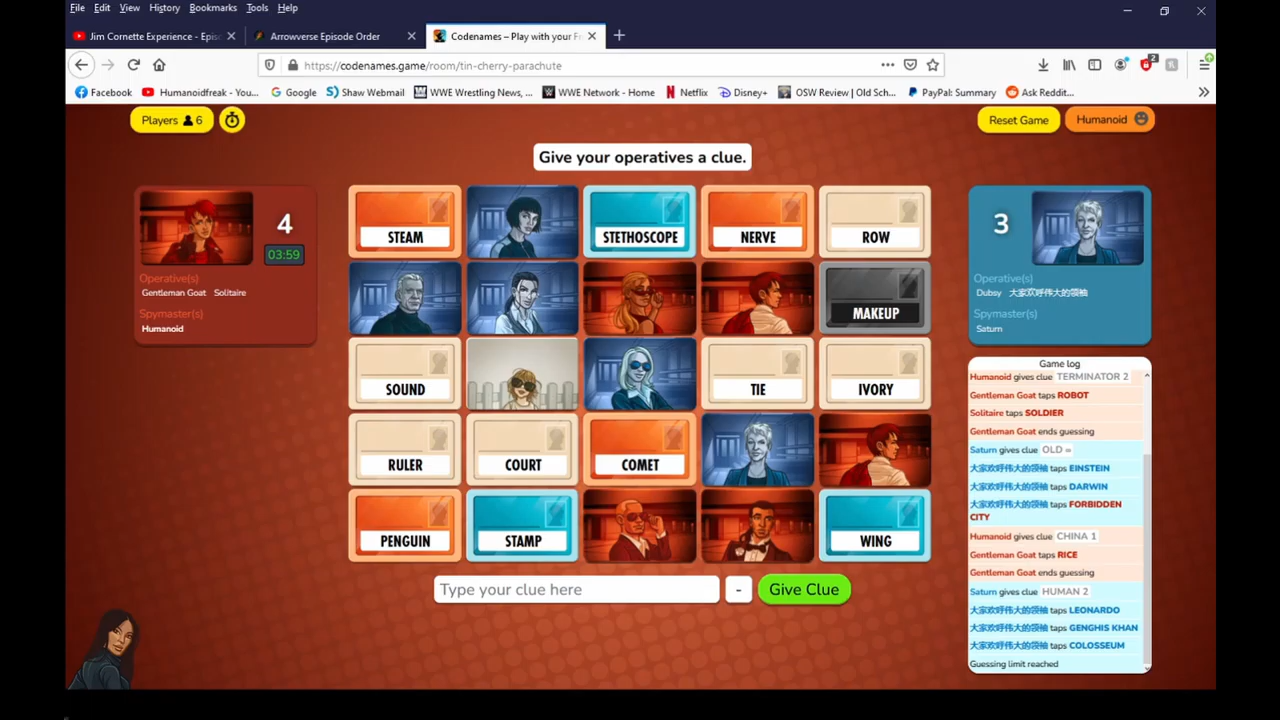 File Edit View History Bookmarks Tools Help
Jim Cornette Experience - Epis
Arrowverse Episode Order
Codenames – Play with your Fr
https://codenames.game/room/tin-cherry-parachute
2
Facebook
Humanoidfreak - You...
Google
Shaw Webmail
WWE Wrestling News, ...
WWE Network - Home
Netflix
Disney+
OSW Review | Old Sch...
PayPal: Summary
Ask Reddit...
Players 6
Reset Game
Humanoid
Give your operatives a clue.
4
03:59
Operative(s)
Gentleman Goat Solitaire
Spymaster(s)
Humanoid
STEAM
STETHOSCOPE
NERVE
ROW
MAKEUP
SOUND
TIE
IVORY
RULER
COURT
COMET
PENGUIN
STAMP
WING
Type your clue here
-
Give Clue
3
Operative(s)
Dubsy 大家欢呼伟大的领袖
Spymaster(s)
Saturn
Game log
Humanoid gives clue TERMINATOR 2
Gentleman Goat taps ROBOT
Solitaire taps SOLDIER
Gentleman Goat ends guessing
Saturn gives clue OLD ∞
大家欢呼伟大的领袖 taps EINSTEIN
大家欢呼伟大的领袖 taps DARWIN
大家欢呼伟大的领袖 taps FORBIDDEN
CITY
Humanoid gives clue CHINA 1
Gentleman Goat taps RICE
Gentleman Goat ends guessing
Saturn gives clue HUMAN 2
大家欢呼伟大的领袖 taps LEONARDO
大家欢呼伟大的领袖 taps GENGHIS KHAN
大家欢呼伟大的领袖 taps COLOSSEUM
Guessing limit reached